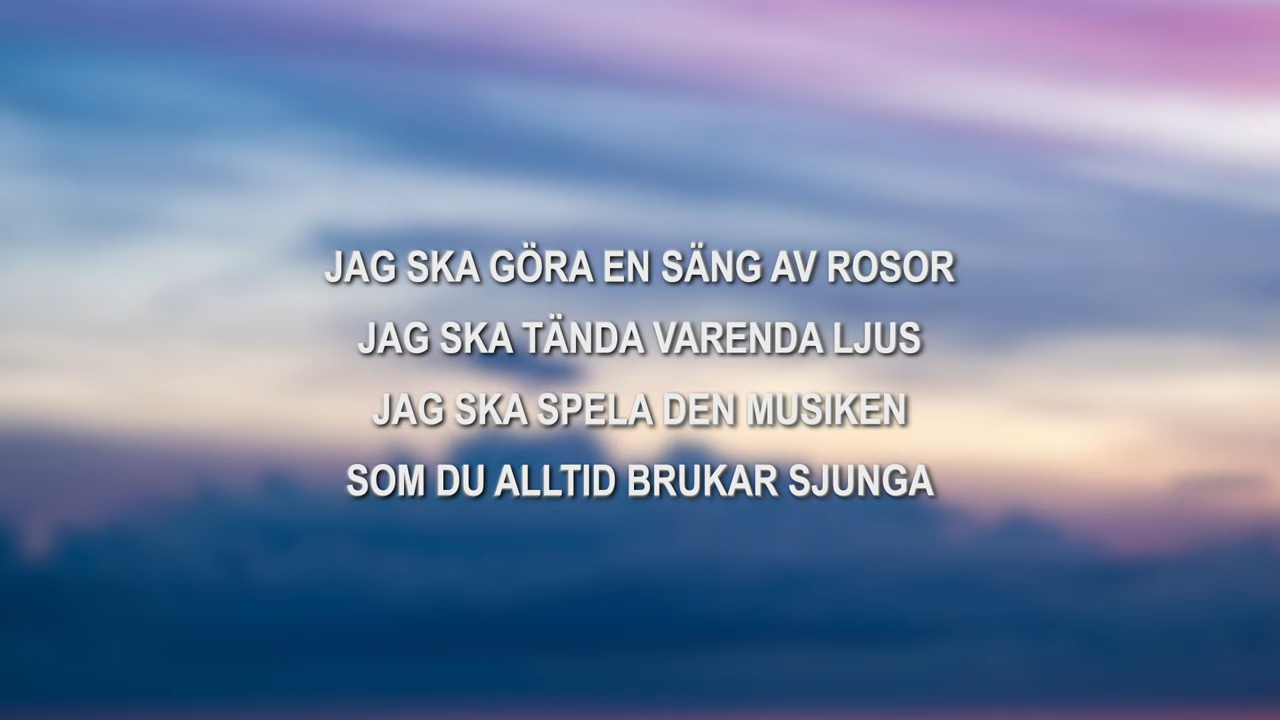 JAG SKA GÖRA EN SÄNG AV ROSOR
JAG SKA TÄNDA VARENDA LJUS
JAG SKA SPELA DEN MUSIKEN
SOM DU ALLTID BRUKAR SJUNGA